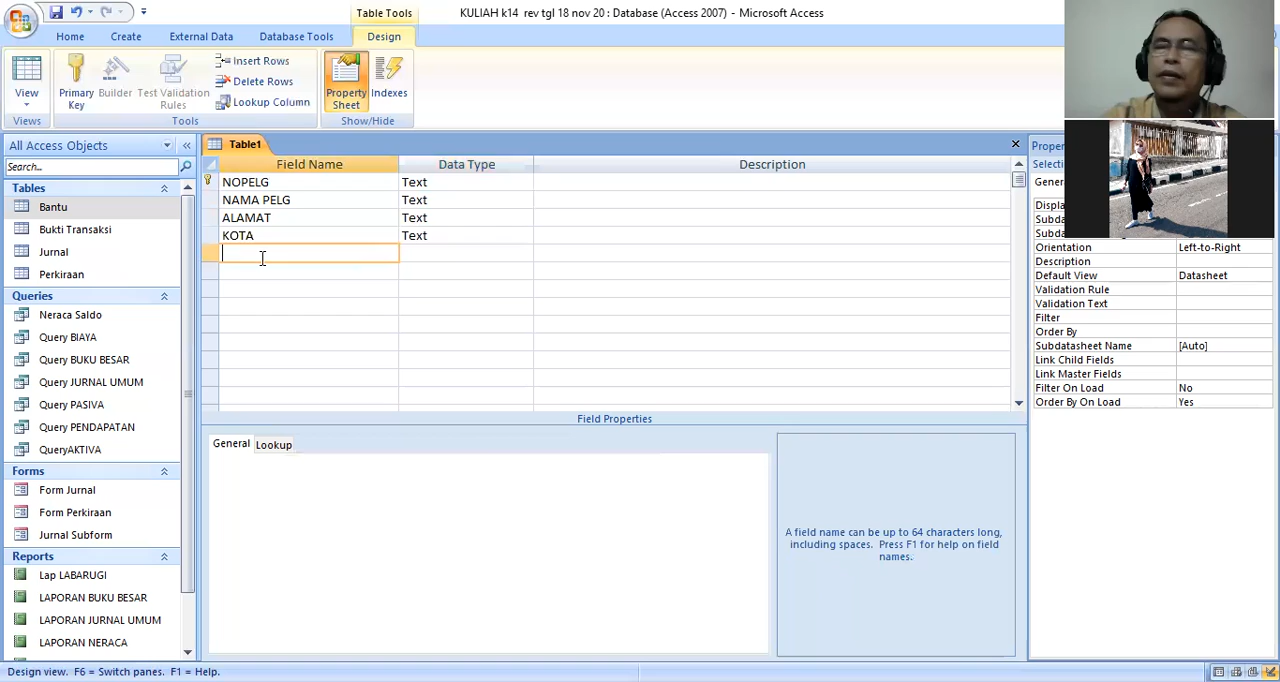 Table Tools
KULIAH k14 rev tgl 18 nov 20 : Database (Access 2007) - Microsoft Access
Home
Create
External Data
Database Tools
Design
View
Primary Key
Builder
Test Validation Rules
Insert Rows
Delete Rows
Lookup Column
Property Sheet
Indexes
Views
Tools
Show/Hide
All Access Objects
Search...
Tables
Bantu
Bukti Transaksi
Jurnal
Perkiraan
Queries
Neraca Saldo
Query BIAYA
Query BUKU BESAR
Query JURNAL UMUM
Query PASIVA
Query PENDAPATAN
QueryAKTIVA
Forms
Form Jurnal
Form Perkiraan
Jurnal Subform
Reports
Lap LABARUGI
LAPORAN BUKU BESAR
LAPORAN JURNAL UMUM
LAPORAN NERACA
Table1
Field Name Data Type Description
NOPELG Text
NAMA PELG Text
ALAMAT Text
KOTA Text
Field Properties
General Lookup
A field name can be up to 64 characters long,
including spaces. Press F1 for help on field
names.
Orientation Left-to-Right
Description
Default View Datasheet
Validation Rule
Validation Text
Filter
Order By
Subdatasheet Name [Auto]
Link Child Fields
Link Master Fields
Filter On Load No
Order By On Load Yes
Design view. F6 = Switch panes. F1 = Help.